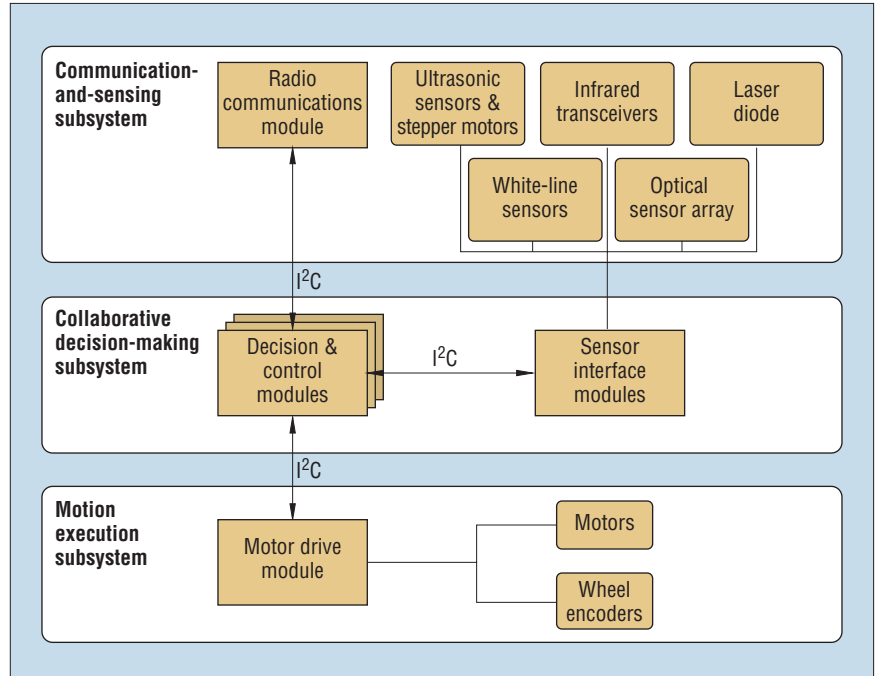 Communication-
and-sensing
subsystem
Radio
communications
module
Ultrasonic
sensors &
stepper motors
Infrared
transceivers
Laser
diode
White-line
sensors
Optical
sensor array
I²C
Collaborative
decision-making
subsystem
Decision &
control
modules
I²C
Sensor
interface
modules
I²C
Motion
execution
subsystem
Motor drive
module
Motors
Wheel
encoders